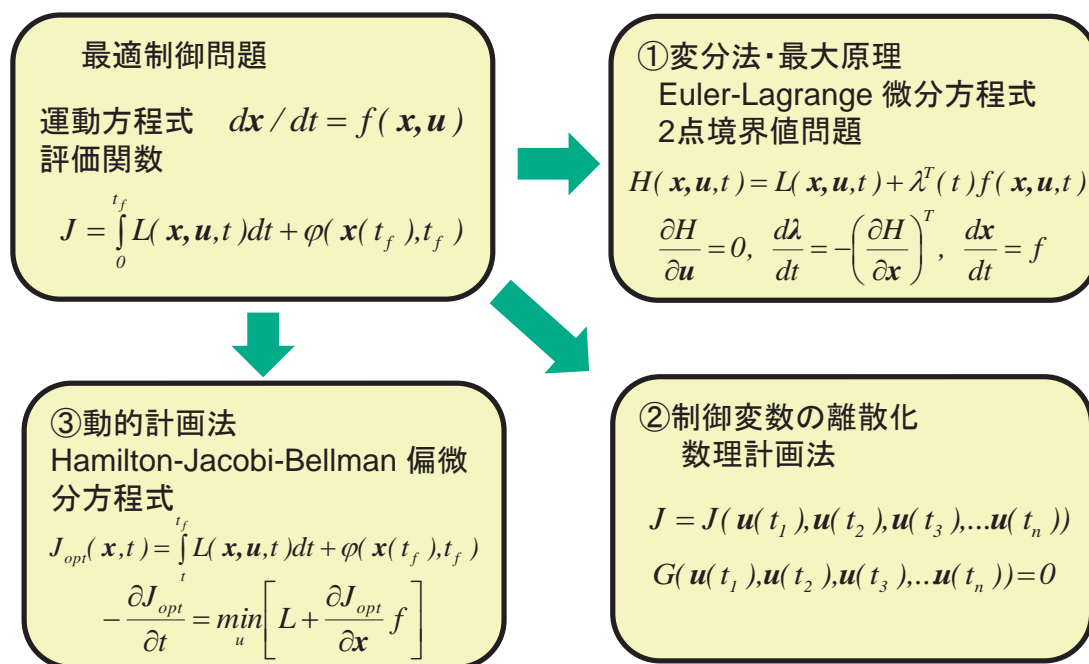 最適制御問題
運動方程式 dx / dt = f( x,u )
評価関数
J = ∫_0^{t_f} L( x,u,t )dt + φ( x( t_f ),t_f )
①変分法・最大原理
Euler-Lagrange 微分方程式
2点境界値問題
H( x,u,t ) = L( x,u,t ) + λ^T( t ) f( x,u,t )
∂H/∂u = 0, dλ/dt = −(∂H/∂x)^T, dx/dt = f
③動的計画法
Hamilton-Jacobi-Bellman 偏微
分方程式
J_opt( x,t ) = ∫_t^{t_f} L( x,u,t )dt + φ( x( t_f ),t_f )
−∂J_opt/∂t = min_u [ L + ∂J_opt/∂x f ]
②制御変数の離散化
数理計画法
J = J( u( t_1 ),u( t_2 ),u( t_3 ),...u( t_n ))
G( u( t_1 ),u( t_2 ),u( t_3 ),..u( t_n ))=0